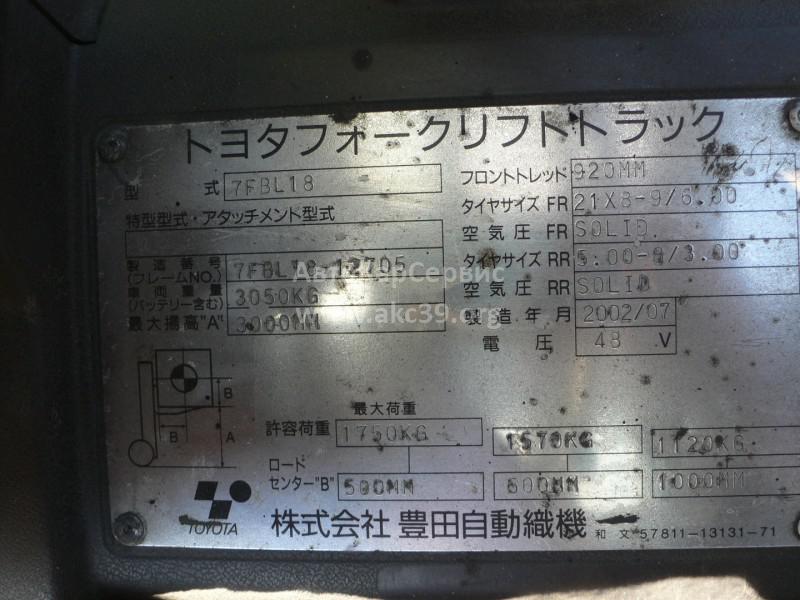 トヨタフォークリフトトラック
型 式 7FBL18
特型型式・アタッチメント型式
製造番号
(フレームNO.) 7FBL18-12705
車両重量
(バッテリー含む) 3050KG
最大揚高"A" 3000MM
フロントトレッド 920MM
タイヤサイズ FR 21X8-9/6.00
空気圧 FR SOLID
タイヤサイズ RR 5.00-8/3.00
空気圧 RR SOLID
製造年月 2002/07
電圧 48 V
АвтоКарСервис
www.akc39.org
B
B
A
最大荷重
許容荷重 1750KG 1570KG 1120KG
ロード
センター"B" 500MM 600MM 1000MM
TOYOTA
株式会社 豊田自動織機
和文 57811-13131-71